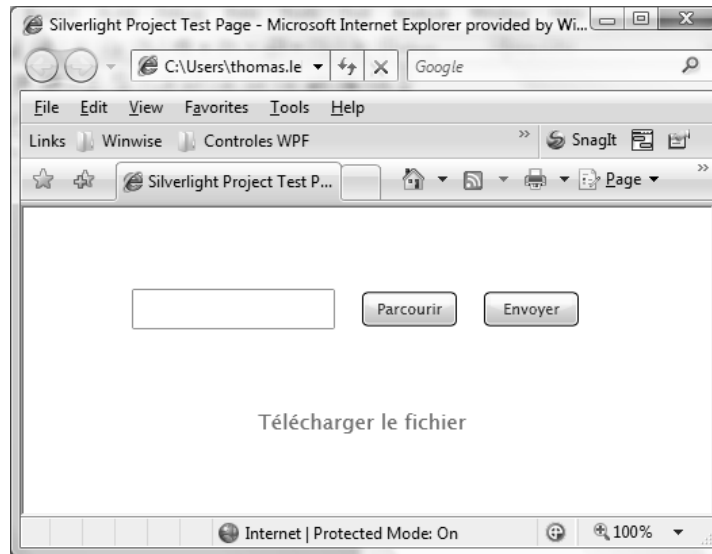 Silverlight Project Test Page - Microsoft Internet Explorer provided by Wi...
C:\Users\thomas.le
Google
File Edit View Favorites Tools Help
Links Winwise Controles WPF » SnagIt
Silverlight Project Test P... Page »
Parcourir Envoyer
Télécharger le fichier
Internet | Protected Mode: On 100%